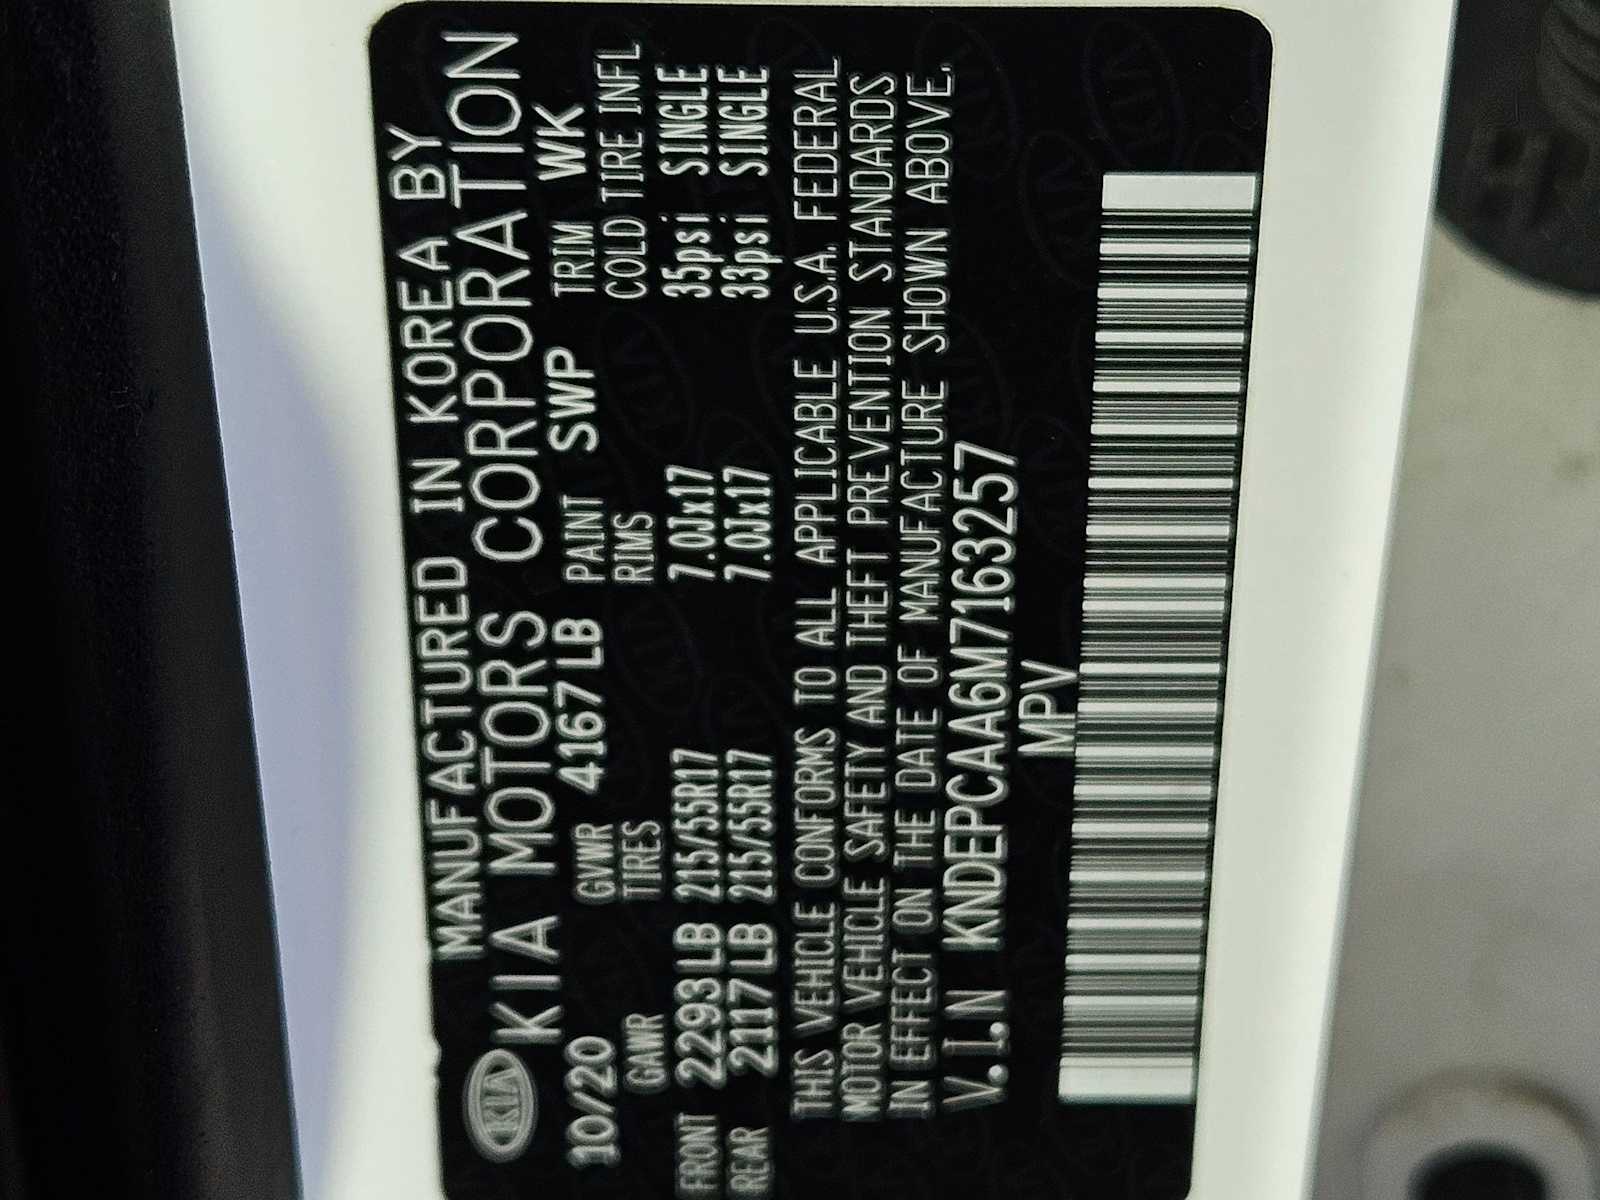 MANUFACTURED IN KOREA BY
KIA KIA MOTORS CORPORATION
10/20 GVWR 4167 LB PAINT SWP TRIM WK
GAWR TIRES RIMS COLD TIRE INFL
FRONT 2293 LB 215/55R17 7.0Jx17 35psi SINGLE
REAR 2117 LB 215/55R17 7.0Jx17 33psi SINGLE
THIS VEHICLE CONFORMS TO ALL APPLICABLE U.S.A. FEDERAL
MOTOR VEHICLE SAFETY AND THEFT PREVENTION STANDARDS
IN EFFECT ON THE DATE OF MANUFACTURE SHOWN ABOVE.
V.I.N KNDEPCAA6M7163257
MPV